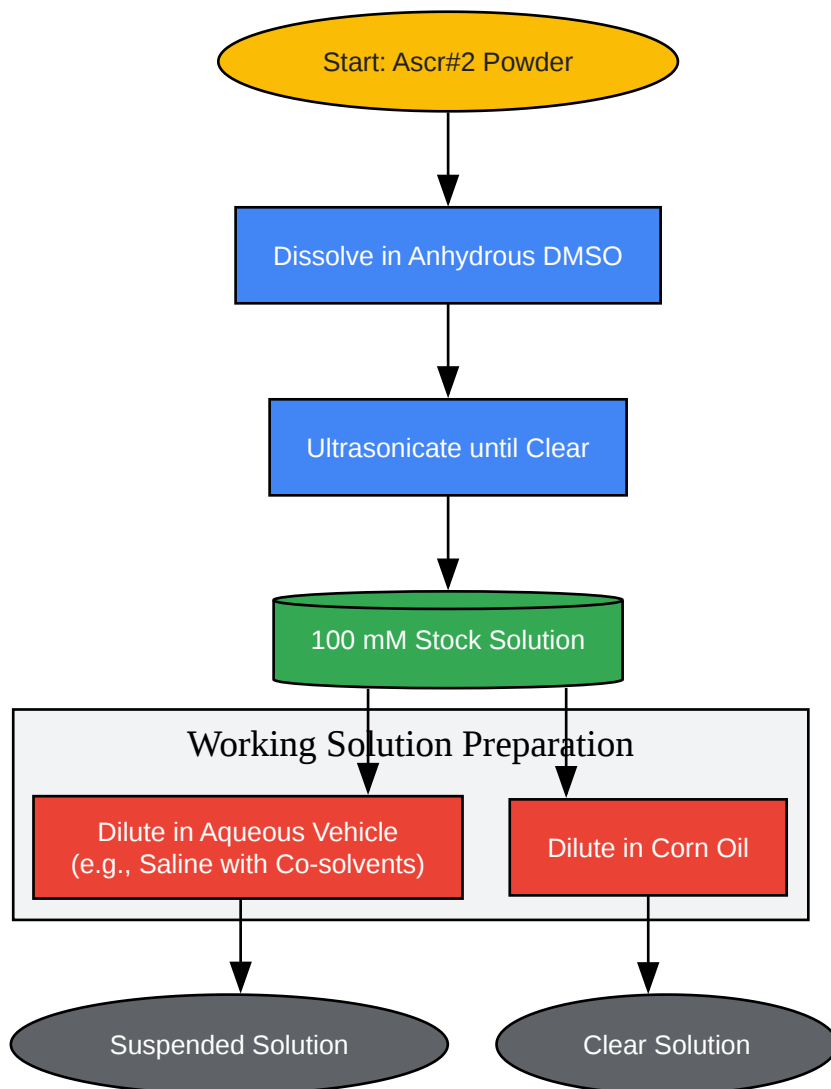 Start: Ascr#2 Powder
Dissolve in Anhydrous DMSO
Ultrasonicate until Clear
100 mM Stock Solution
Working Solution Preparation
Dilute in Aqueous Vehicle
(e.g., Saline with Co-solvents)
Dilute in Corn Oil
Suspended Solution
Clear Solution